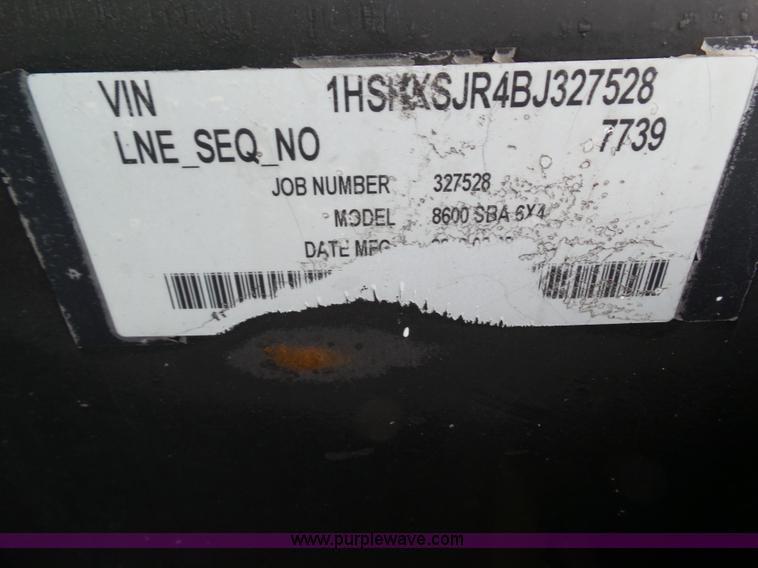 VIN 1HSHXSJR4BJ327528
LNE_SEQ_NO 7739
JOB NUMBER 327528
MODEL 8600 SBA 6X4
DATE MFG
www.purplewave.com